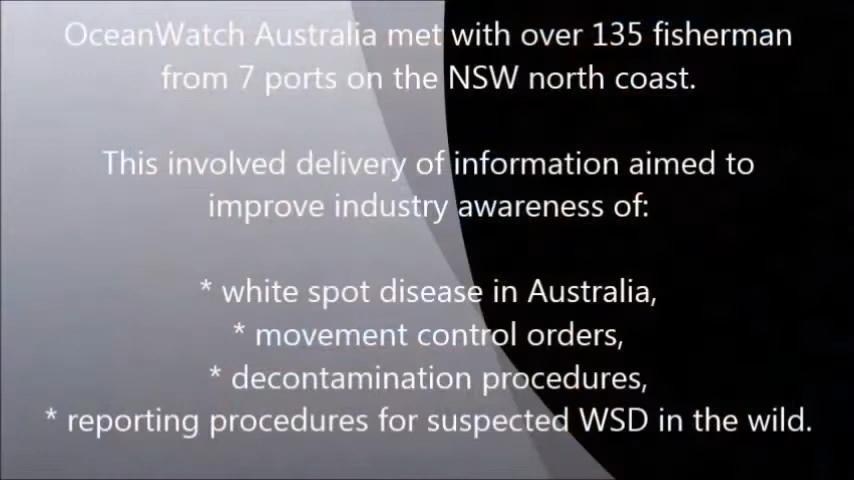 OceanWatch Australia met with over 135 fisherman
from 7 ports on the NSW north coast.
This involved delivery of information aimed to
improve industry awareness of:
* white spot disease in Australia,
* movement control orders,
* decontamination procedures,
* reporting procedures for suspected WSD in the wild.